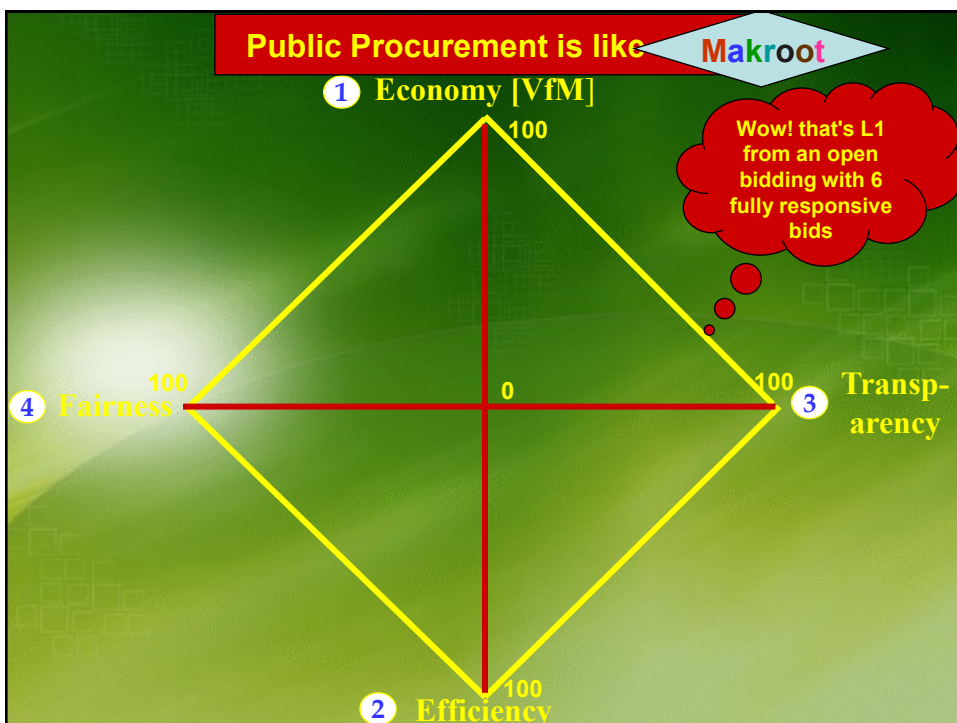 Public Procurement is like Makroot
1 Economy [VfM]
100
Wow! that's L1
from an open
bidding with 6
fully responsive
bids
100
4 Fairness
0
100
3 Transp-
arency
100
2 Efficiency